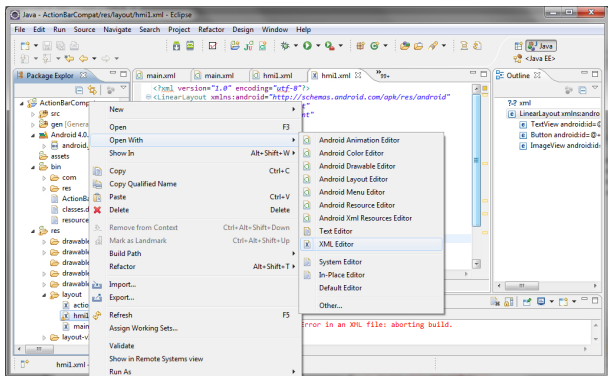 Java - ActionBarCompat/res/layout/hmi1.xml - Eclipse
File Edit Run Source Navigate Search Project Refactor Design Window Help
Java
<Java EE>
Package Explor
main.xml
main.xml
hmi1.xml
hmi1.xml
Outline
ActionBarComp
src
gen [Genera
Android 4.0.
android.
assets
bin
com
res
ActionBa
classes.d
resource
res
drawable
drawable
drawable
drawable
layout
actio
hmi1
main
layout-v
<?xml version="1.0" encoding="utf-8"?>
<LinearLayout xmlns:android="http://schemas.android.com/apk/res/android"
New
Open F3
Open With
Show In Alt+Shift+W
Copy Ctrl+C
Copy Qualified Name
Paste Ctrl+V
Delete Delete
Remove from Context Ctrl+Alt+Shift+Down
Mark as Landmark Ctrl+Alt+Shift+Up
Build Path
Refactor Alt+Shift+T
Import...
Export...
Refresh F5
Assign Working Sets...
Validate
Show in Remote Systems view
Run As
Android Animation Editor
Android Color Editor
Android Drawable Editor
Android Layout Editor
Android Menu Editor
Android Resource Editor
Android Xml Resources Editor
Text Editor
XML Editor
System Editor
In-Place Editor
Default Editor
Other...
?-? xml
LinearLayout xmlns:andro
TextView android:id=
Button android:id=@+
ImageView android:id
rror in an XML file: aborting build.
hmi1.xml -